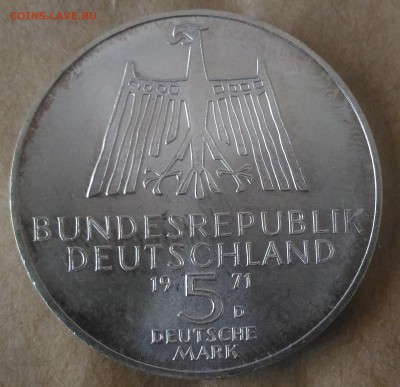 COINS.LAVE.RU
BUNDESREPUBLIK
DEUTSCHLAND
19 71
5 D
DEUTSCHE
MARK